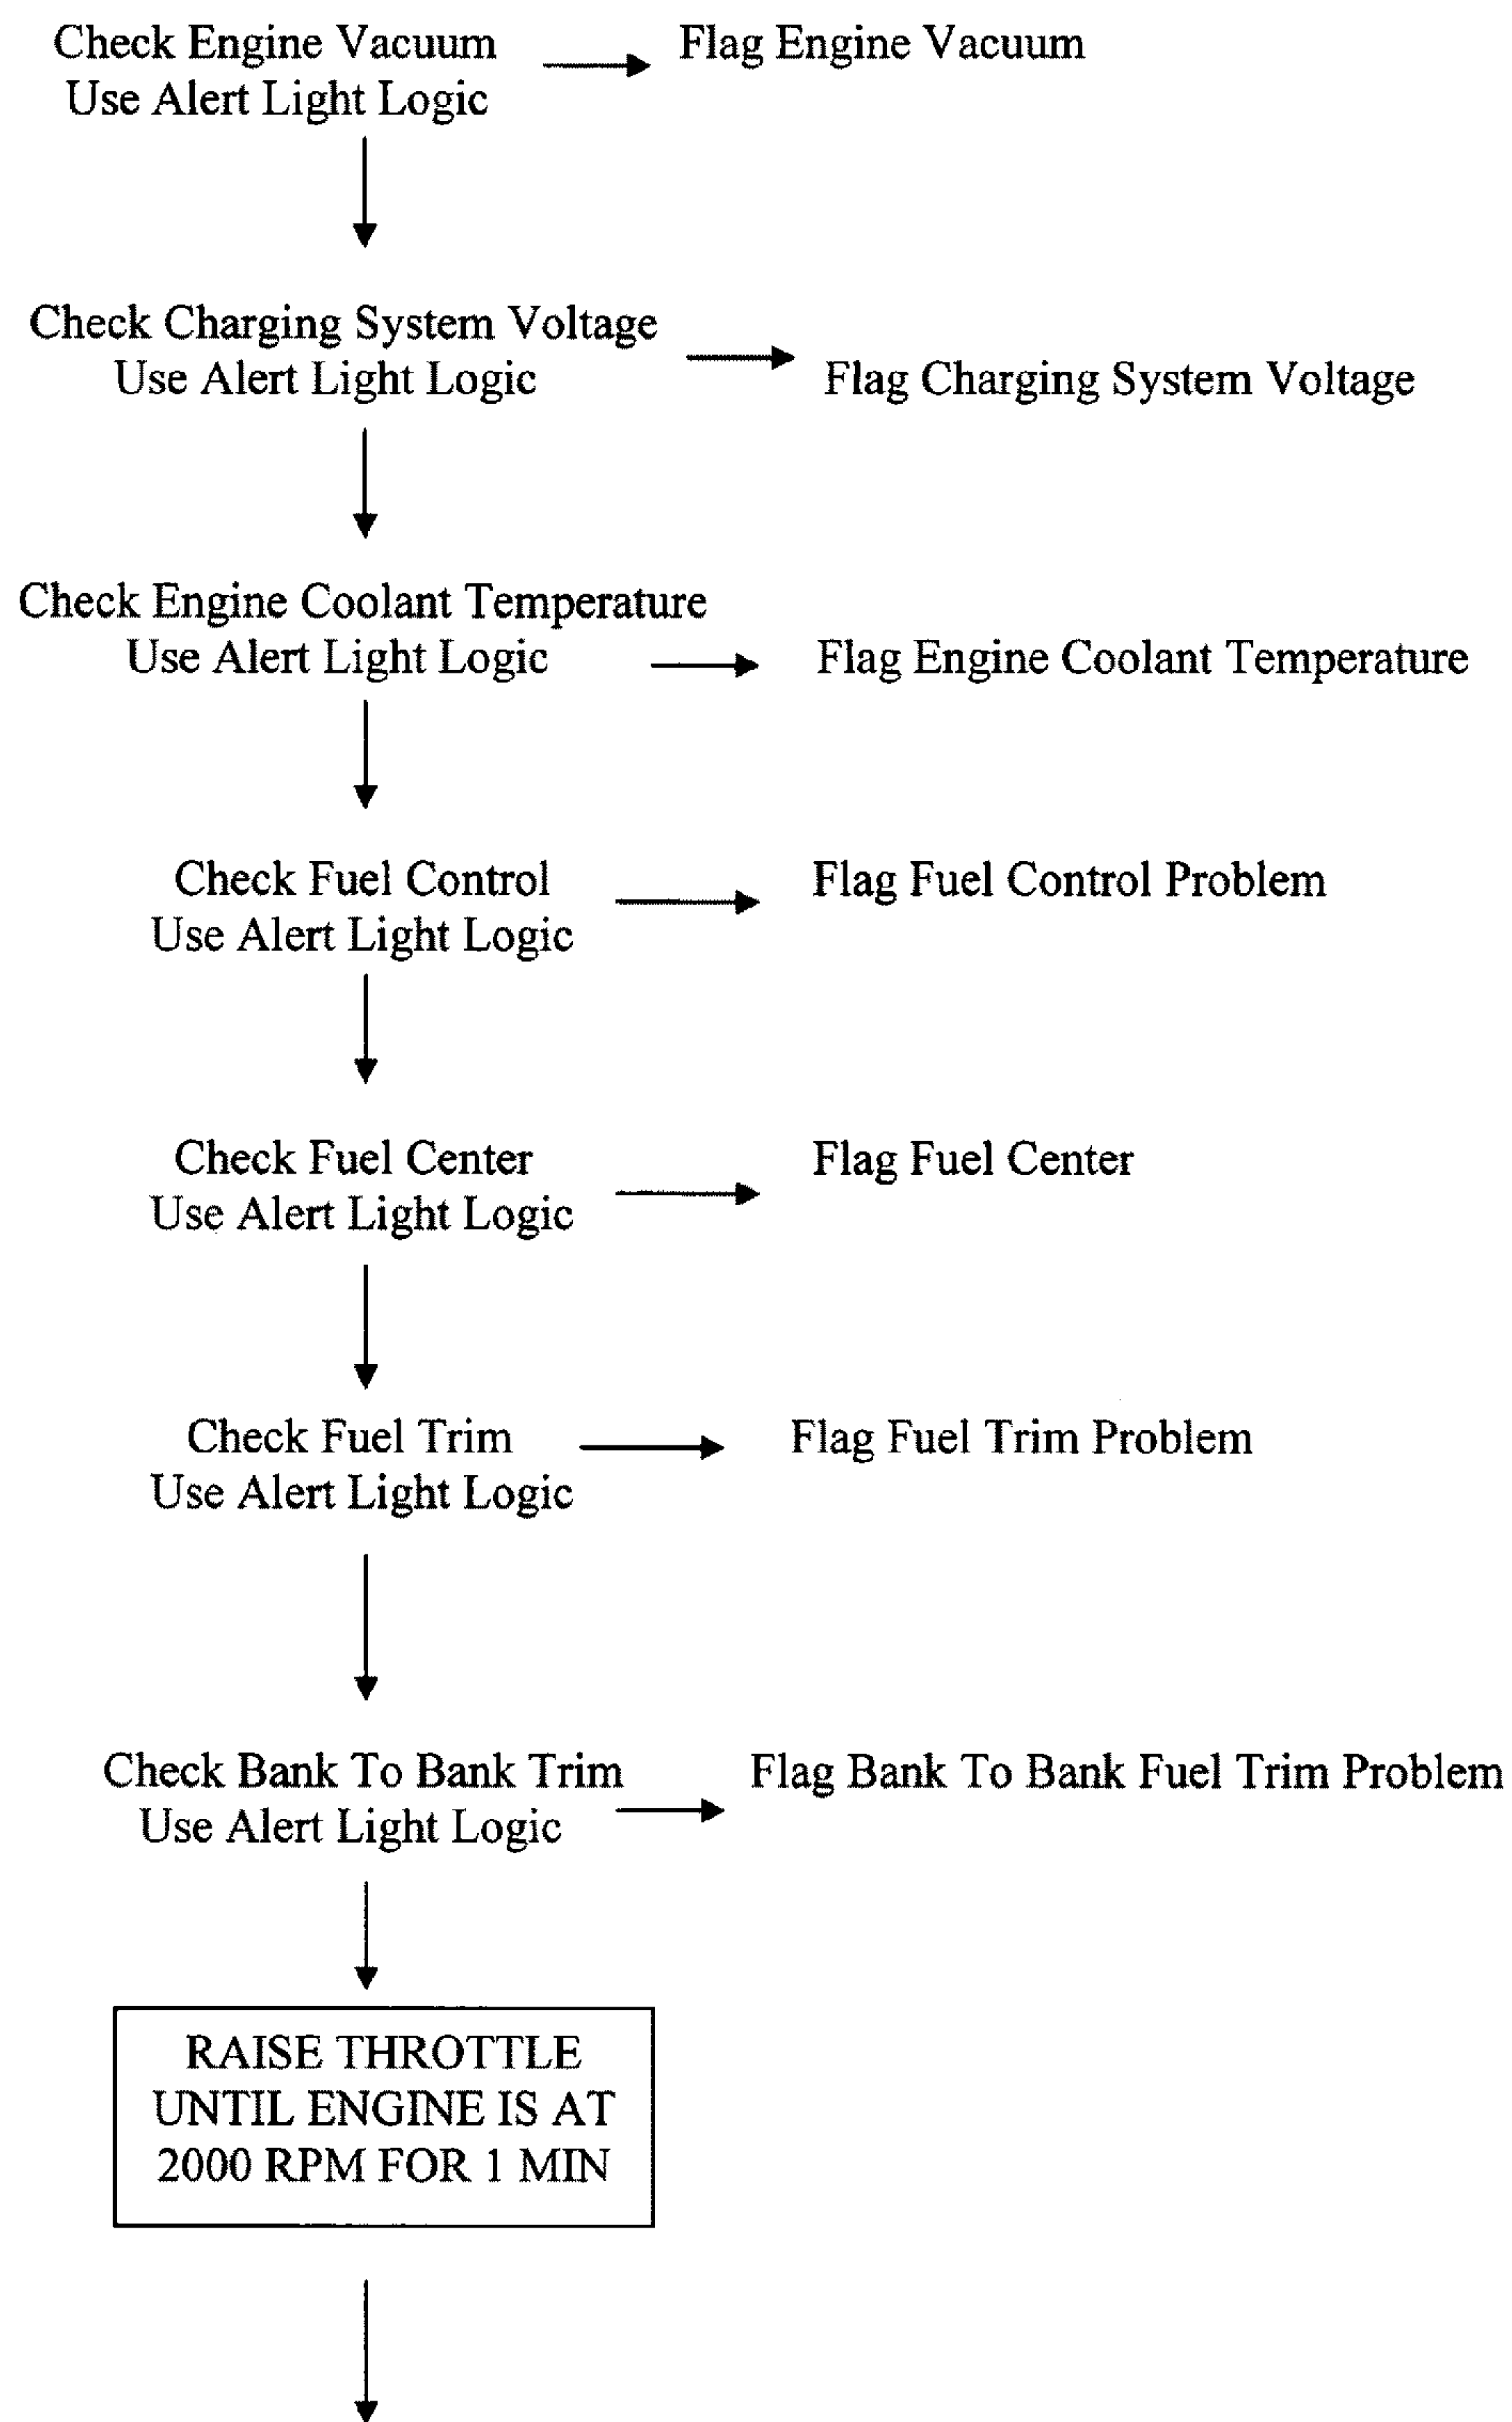 Check Engine Vacuum
Use Alert Light Logic
Flag Engine Vacuum
Check Charging System Voltage
Use Alert Light Logic
Flag Charging System Voltage
Check Engine Coolant Temperature
Use Alert Light Logic
Flag Engine Coolant Temperature
Check Fuel Control
Use Alert Light Logic
Flag Fuel Control Problem
Check Fuel Center
Use Alert Light Logic
Flag Fuel Center
Check Fuel Trim
Use Alert Light Logic
Flag Fuel Trim Problem
Check Bank To Bank Trim
Use Alert Light Logic
Flag Bank To Bank Fuel Trim Problem
RAISE THROTTLE
UNTIL ENGINE IS AT
2000 RPM FOR 1 MIN